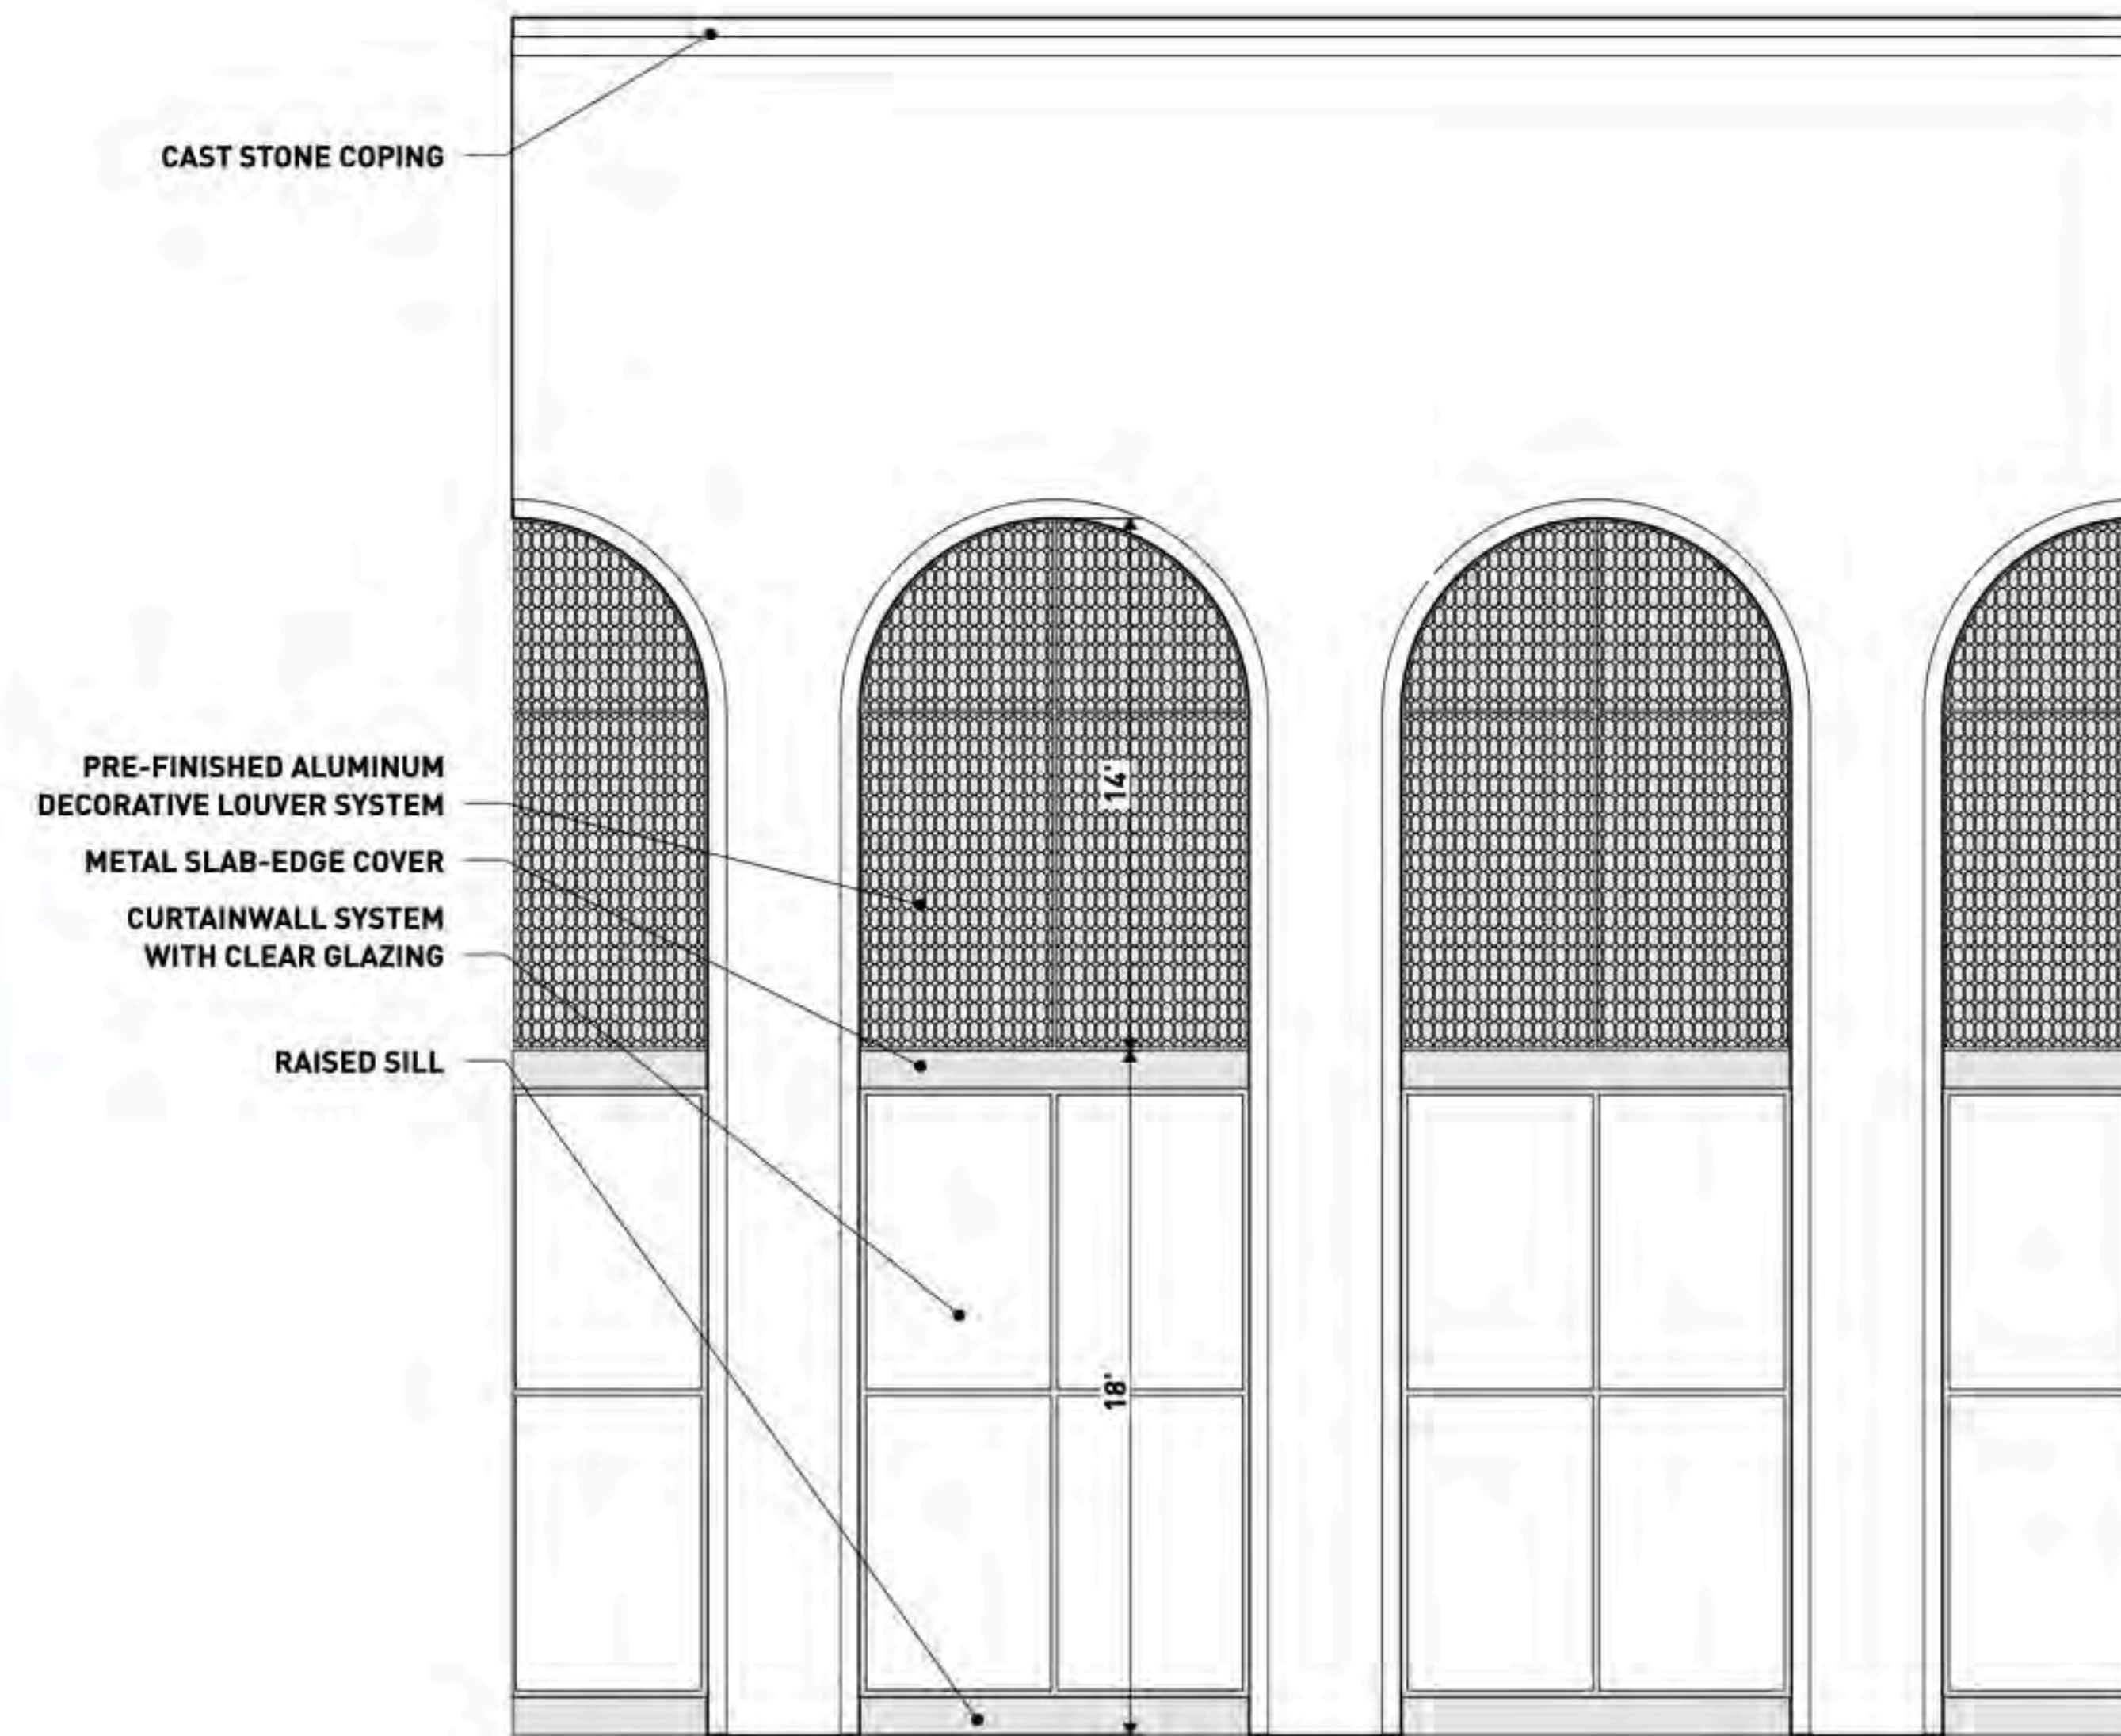 CAST STONE COPING
PRE-FINISHED ALUMINUM
DECORATIVE LOUVER SYSTEM
METAL SLAB-EDGE COVER
CURTAINWALL SYSTEM
WITH CLEAR GLAZING
RAISED SILL
14'
18'